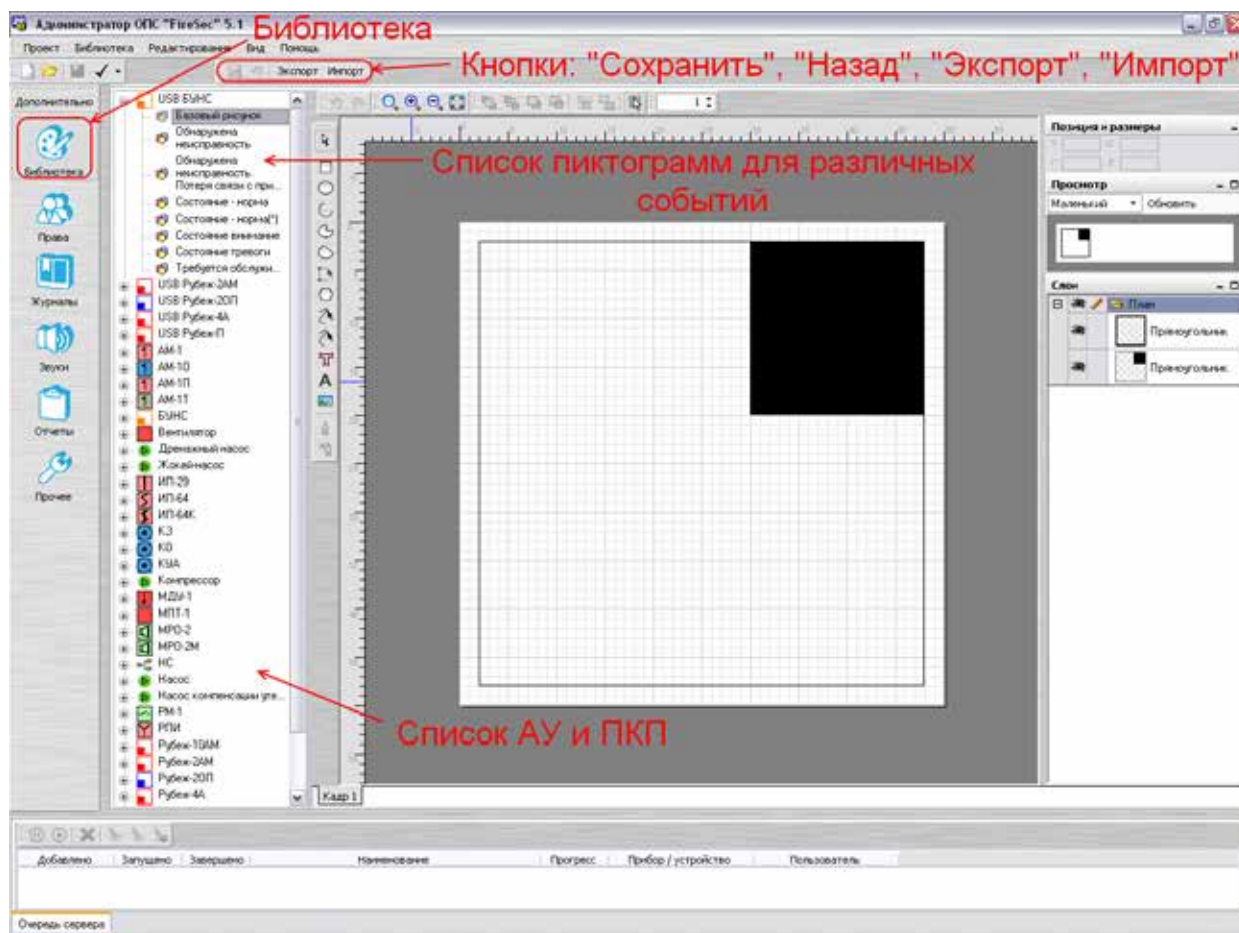 Администратор ОПС "FireSec" 5.1
Библиотека
Проект Библиотека Редактирование Вид Помощь
Экспорт Импорт
Кнопки: "Сохранить", "Назад", "Экспорт", "Импорт"
Дополнительно
Библиотека
Права
Журналы
Звуки
Отчеты
Прочее
USB БУНС
Базовый рисунок
Обнаружена
неисправность
Обнаружена
неисправность
Потеря связи с при...
Состояние - норма
Состояние - норма(*)
Состояние внимание
Состояние тревоги
Требуется обслужи...
USB Рубеж-2АМ
USB Рубеж-2ОП
USB Рубеж-4А
USB Рубеж-П
АМ-1
АМ-1О
АМ-1П
АМ-1Т
БУНС
Вентилятор
Дренажный насос
Жокей-насос
ИП-29
ИП-64
ИП-64К
КЗ
КО
КУА
Компрессор
МДУ-1
МПТ-1
МРО-2
МРО-2М
НС
Насос
Насос компенсации уте...
РМ-1
РПИ
Рубеж-10АМ
Рубеж-2АМ
Рубеж-2ОП
Рубеж-4А
Список пиктограмм для различных
событий
Список АУ и ПКП
1
A
Кадр 1
Позиция и размеры
Просмотр
Маленький Обновить
Слои
План
Прямоугольник
Прямоугольник
Добавлено Запущено Завершено Наименование Прогресс Прибор / устройство Пользователь
Очередь сервера